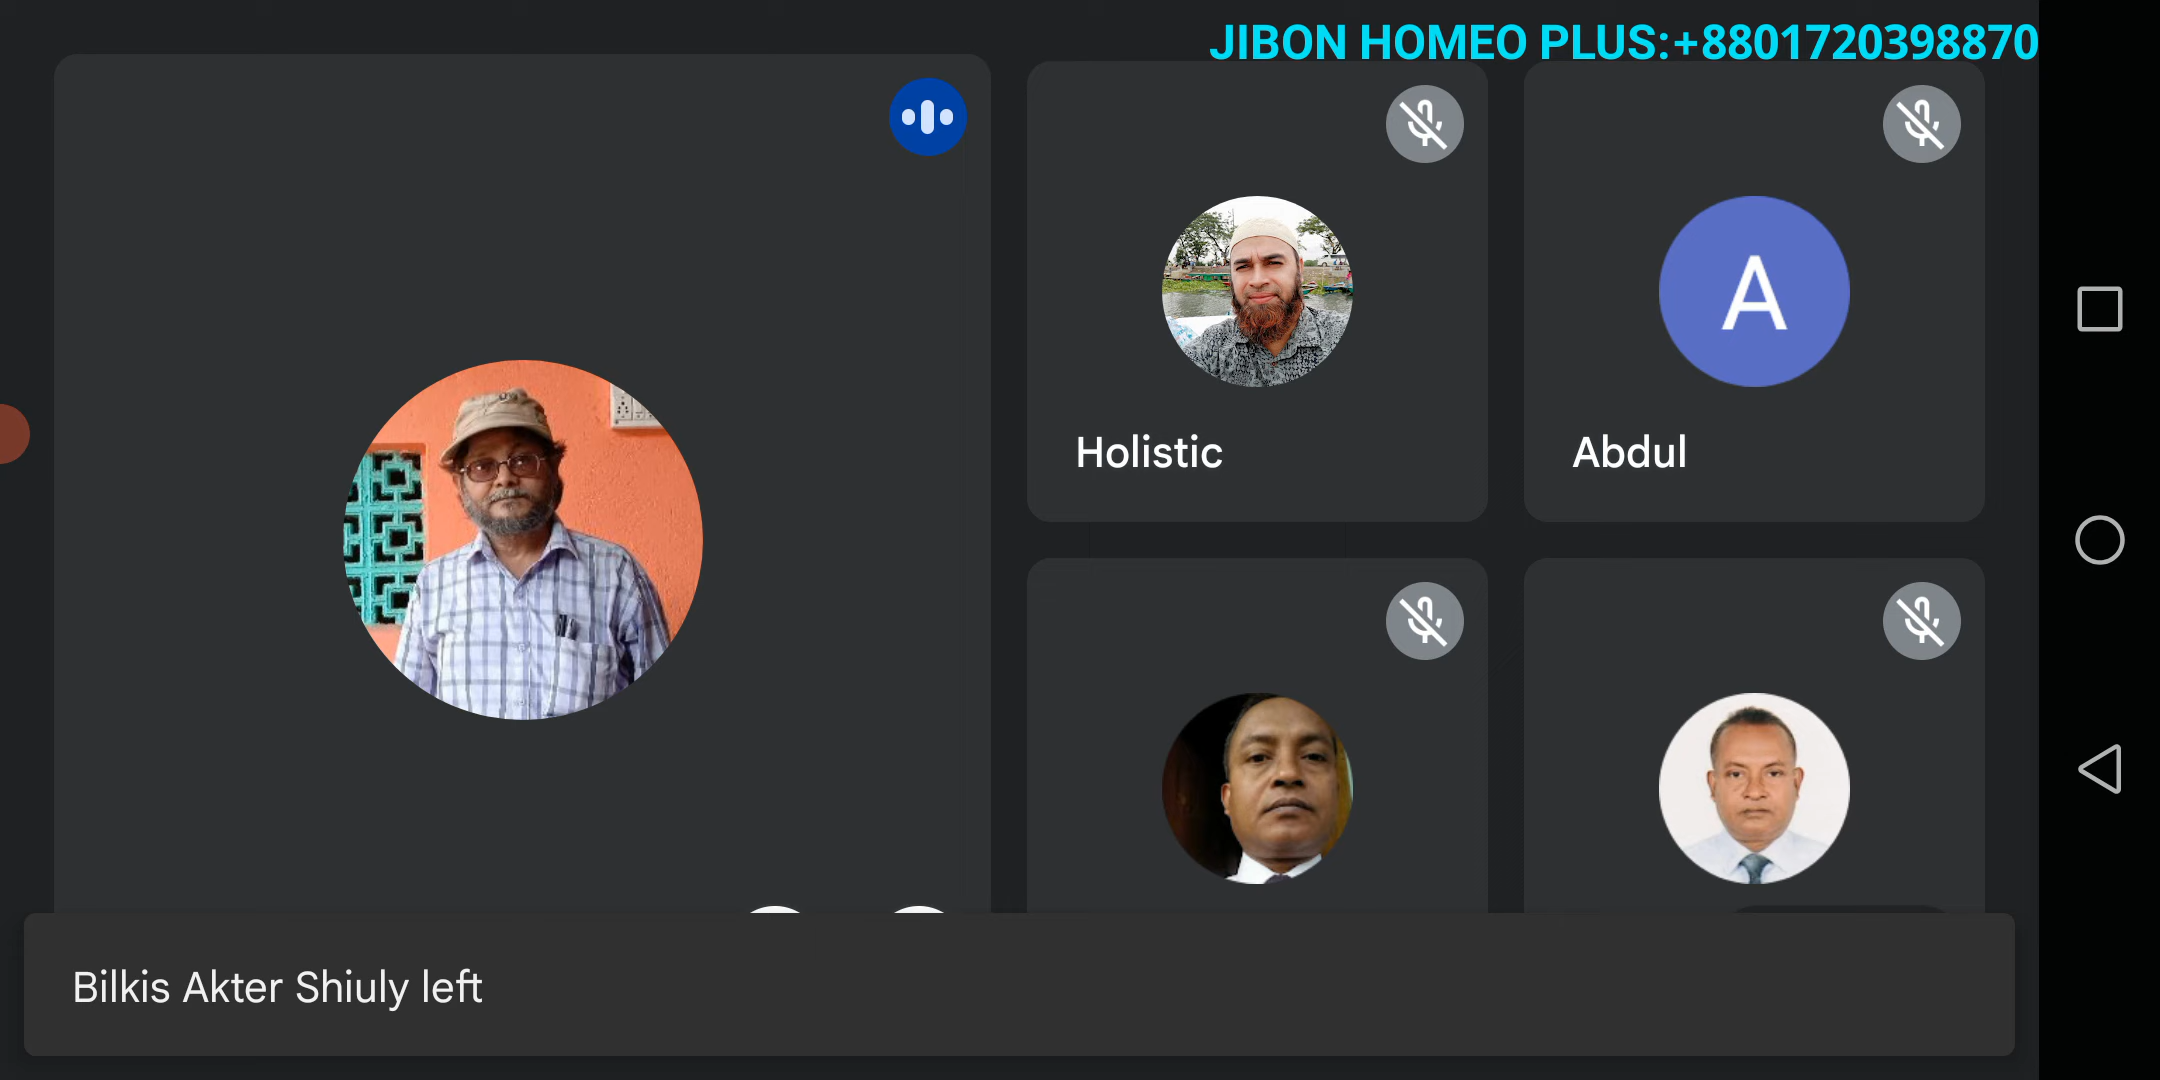 JIBON HOMEO PLUS:+8801720398870
Holistic
A
Abdul
Bilkis Akter Shiuly left